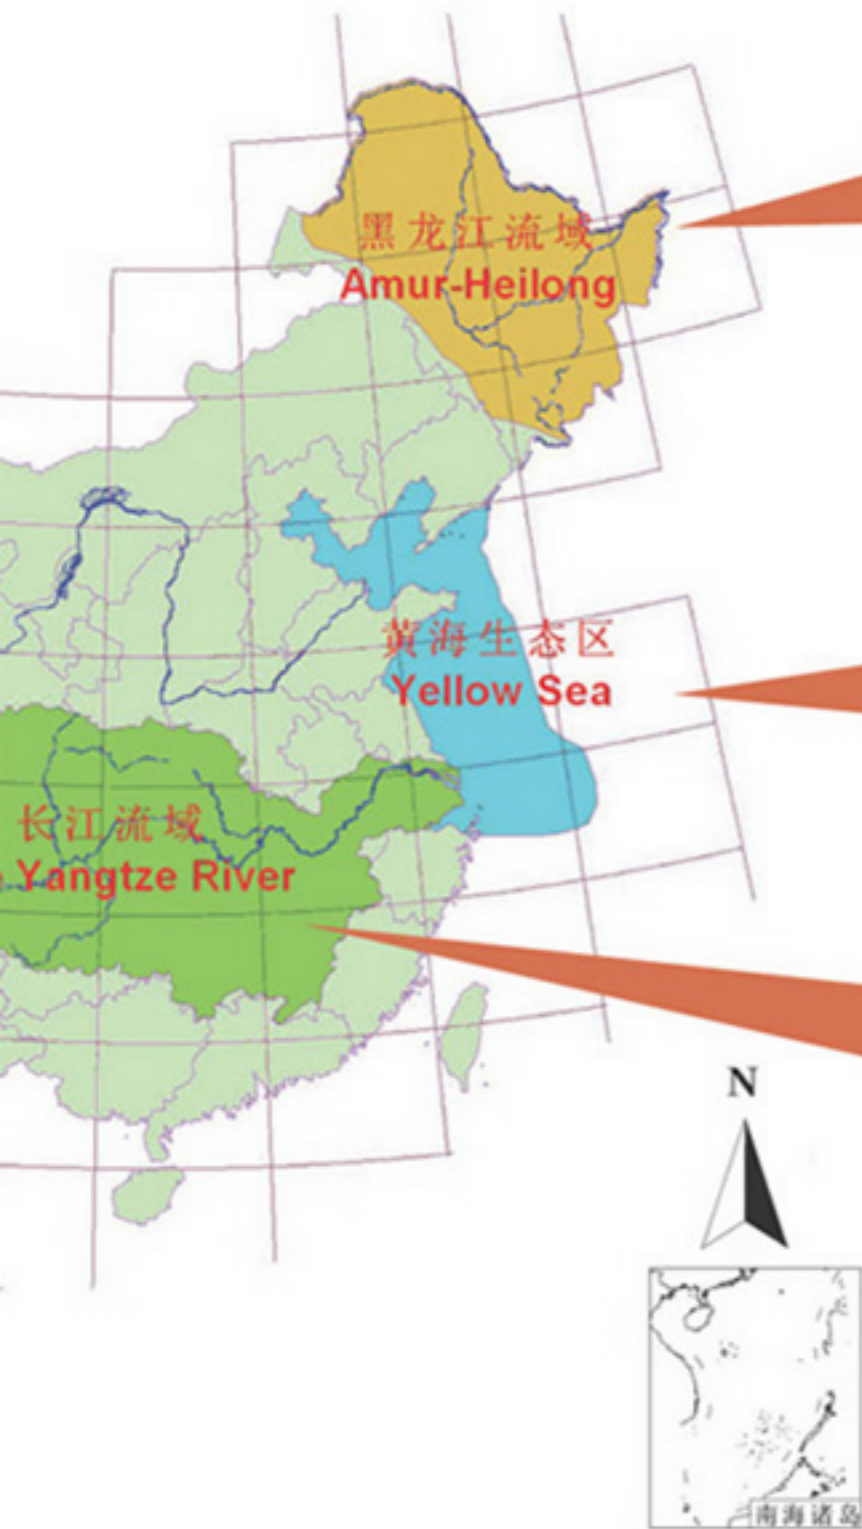 黑龙江流域
Amur-Heilong
黄海生态区
Yellow Sea
长江流域
Yangtze River
N
南海诸岛